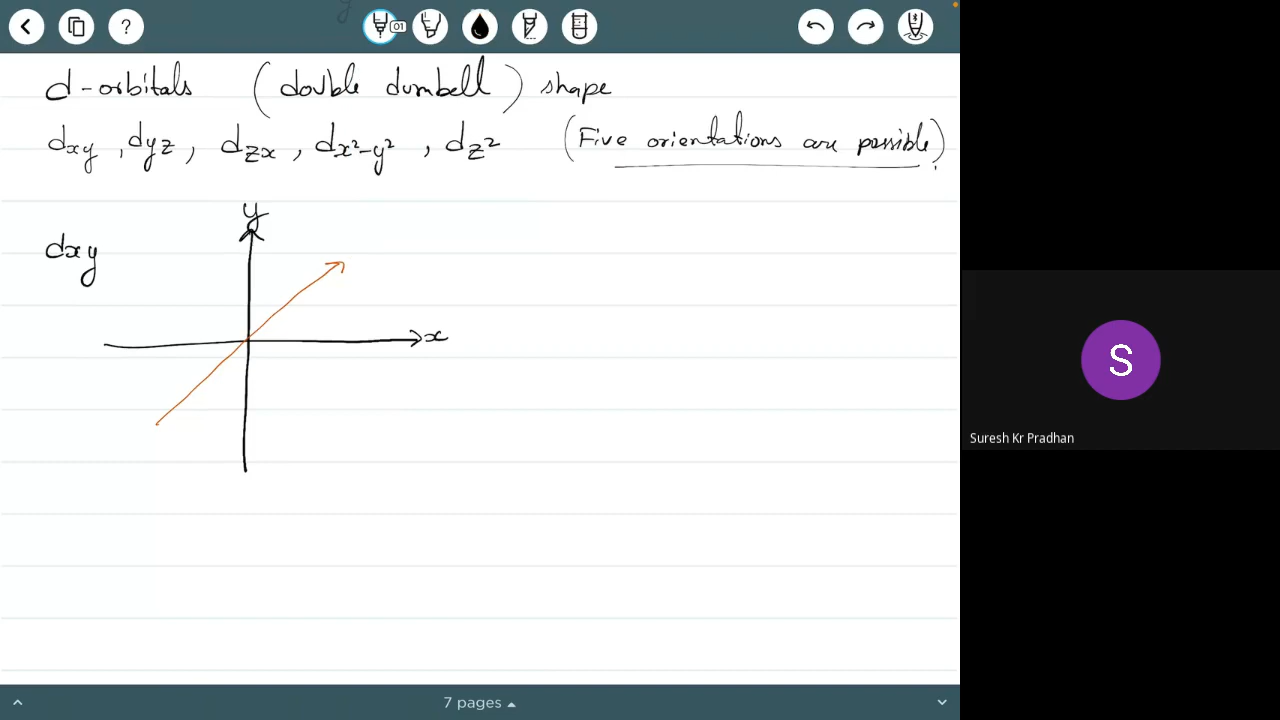 01
?
d-orbitals (double dumbell) shape
dxy, dyz, dzx, dx²-y², dz² (Five orientations are possible)
y
dxy
x
S
Suresh Kr Pradhan
7 pages